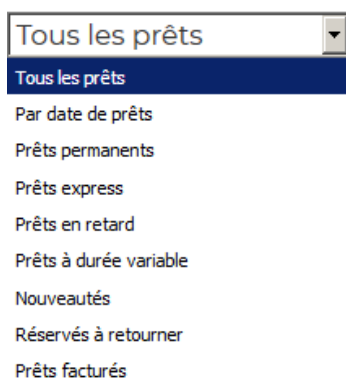 Tous les prêts
Tous les prêts
Par date de prêts
Prêts permanents
Prêts express
Prêts en retard
Prêts à durée variable
Nouveautés
Réservés à retourner
Prêts facturés